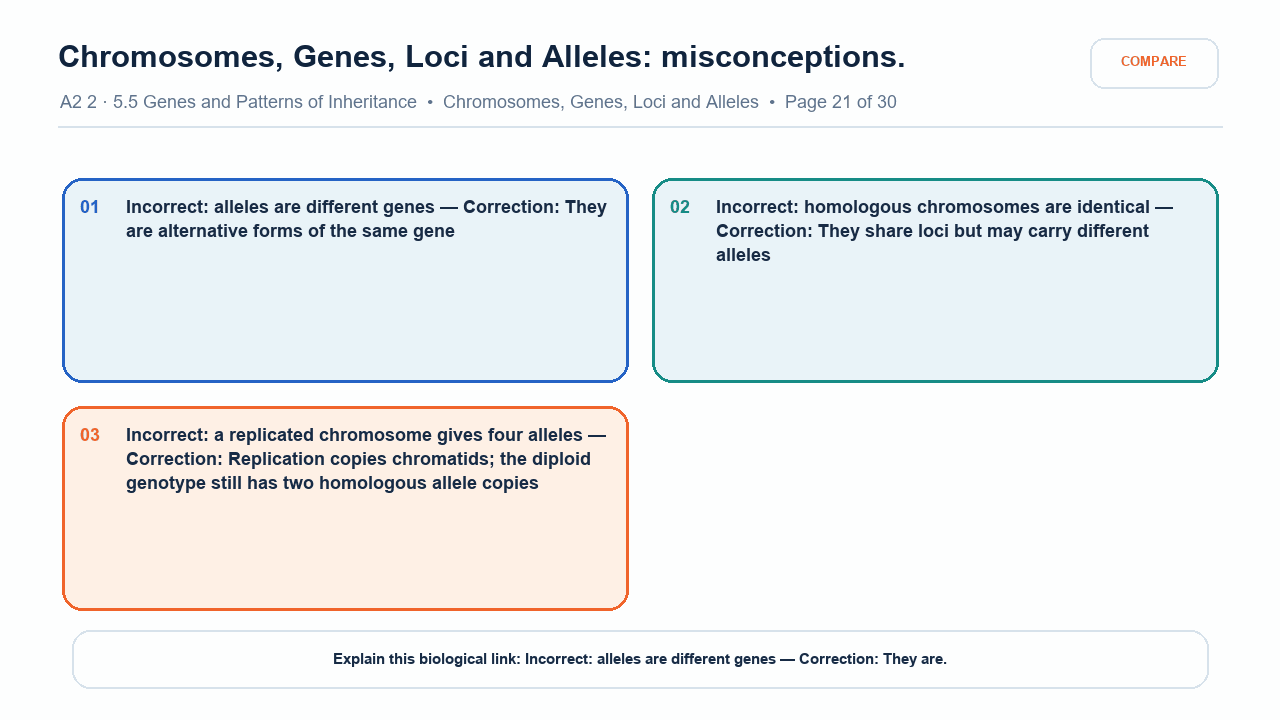 Chromosomes, Genes, Loci and Alleles: misconceptions.
COMPARE
A2 2 · 5.5 Genes and Patterns of Inheritance • Chromosomes, Genes, Loci and Alleles • Page 21 of 30
01
Incorrect: alleles are different genes — Correction: They
are alternative forms of the same gene
02
Incorrect: homologous chromosomes are identical —
Correction: They share loci but may carry different
alleles
03
Incorrect: a replicated chromosome gives four alleles —
Correction: Replication copies chromatids; the diploid
genotype still has two homologous allele copies
Explain this biological link: Incorrect: alleles are different genes — Correction: They are.